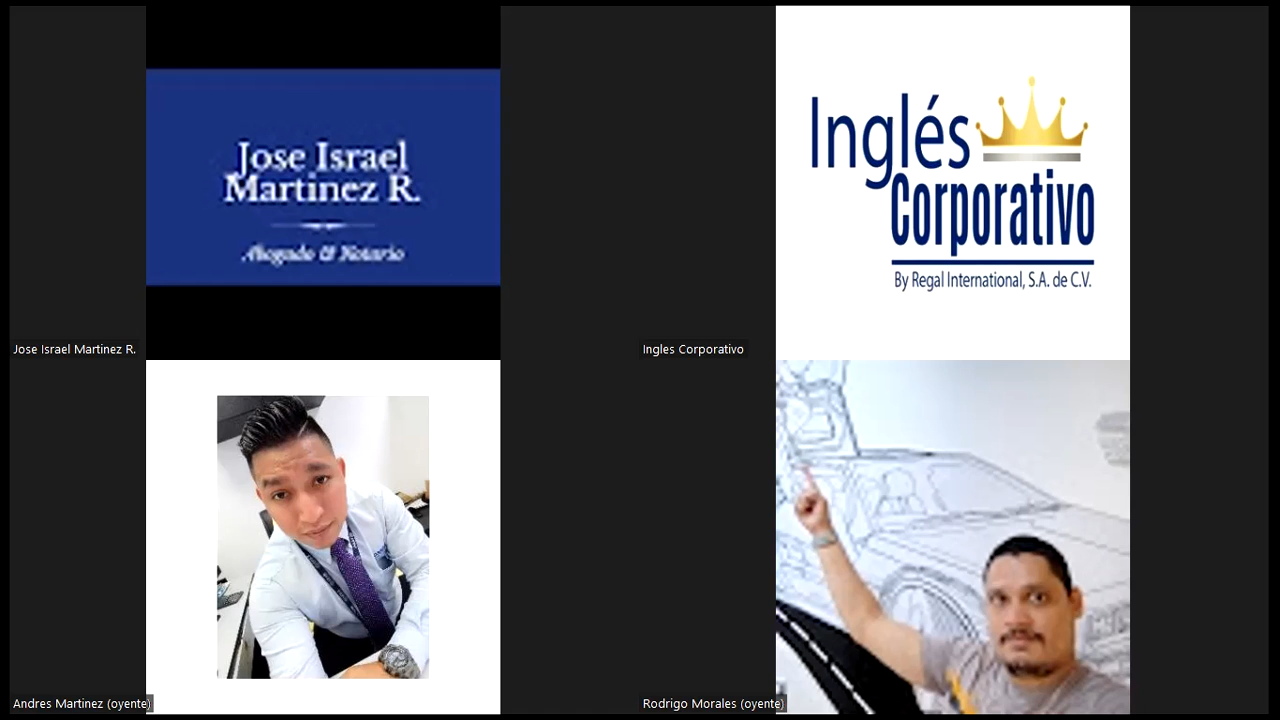 Jose Israel
Martinez R.
Abogado & Notario
Jose Israel Martinez R.
Inglés
Corporativo
By Regal International, S.A. de C.V.
Ingles Corporativo
Andres Martinez (oyente)
Rodrigo Morales (oyente)